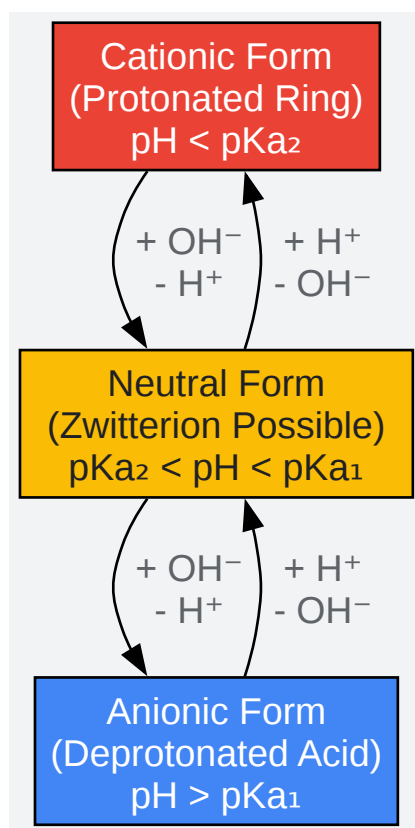 Cationic Form
(Protonated Ring)
pH < pKa₂
+ OH⁻
- H⁺
+ H⁺
- OH⁻
Neutral Form
(Zwitterion Possible)
pKa₂ < pH < pKa₁
+ OH⁻
- H⁺
+ H⁺
- OH⁻
Anionic Form
(Deprotonated Acid)
pH > pKa₁